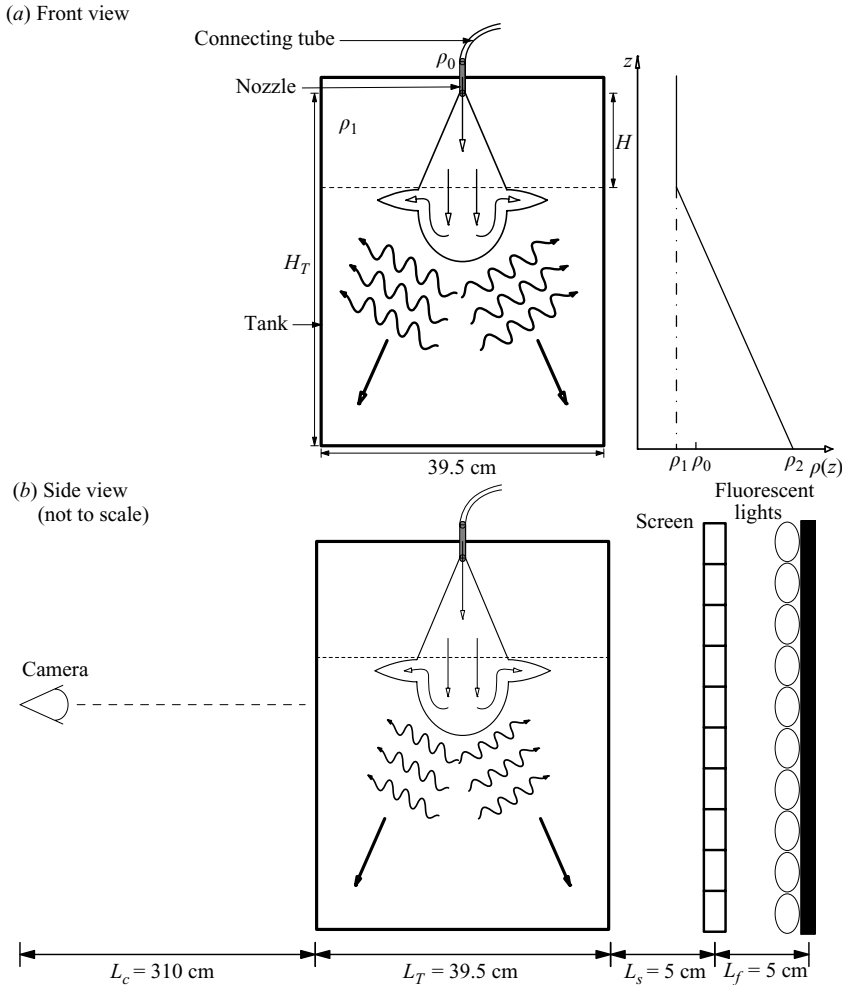 (a) Front view
Connecting tube
ρ0
Nozzle
z
ρ1
H
HT
Tank
39.5 cm
ρ1 ρ0 ρ2 ρ(z)
(b) Side view
(not to scale)
Fluorescent
lights
Screen
Camera
Lc = 310 cm
LT = 39.5 cm
Ls = 5 cm
Lf = 5 cm